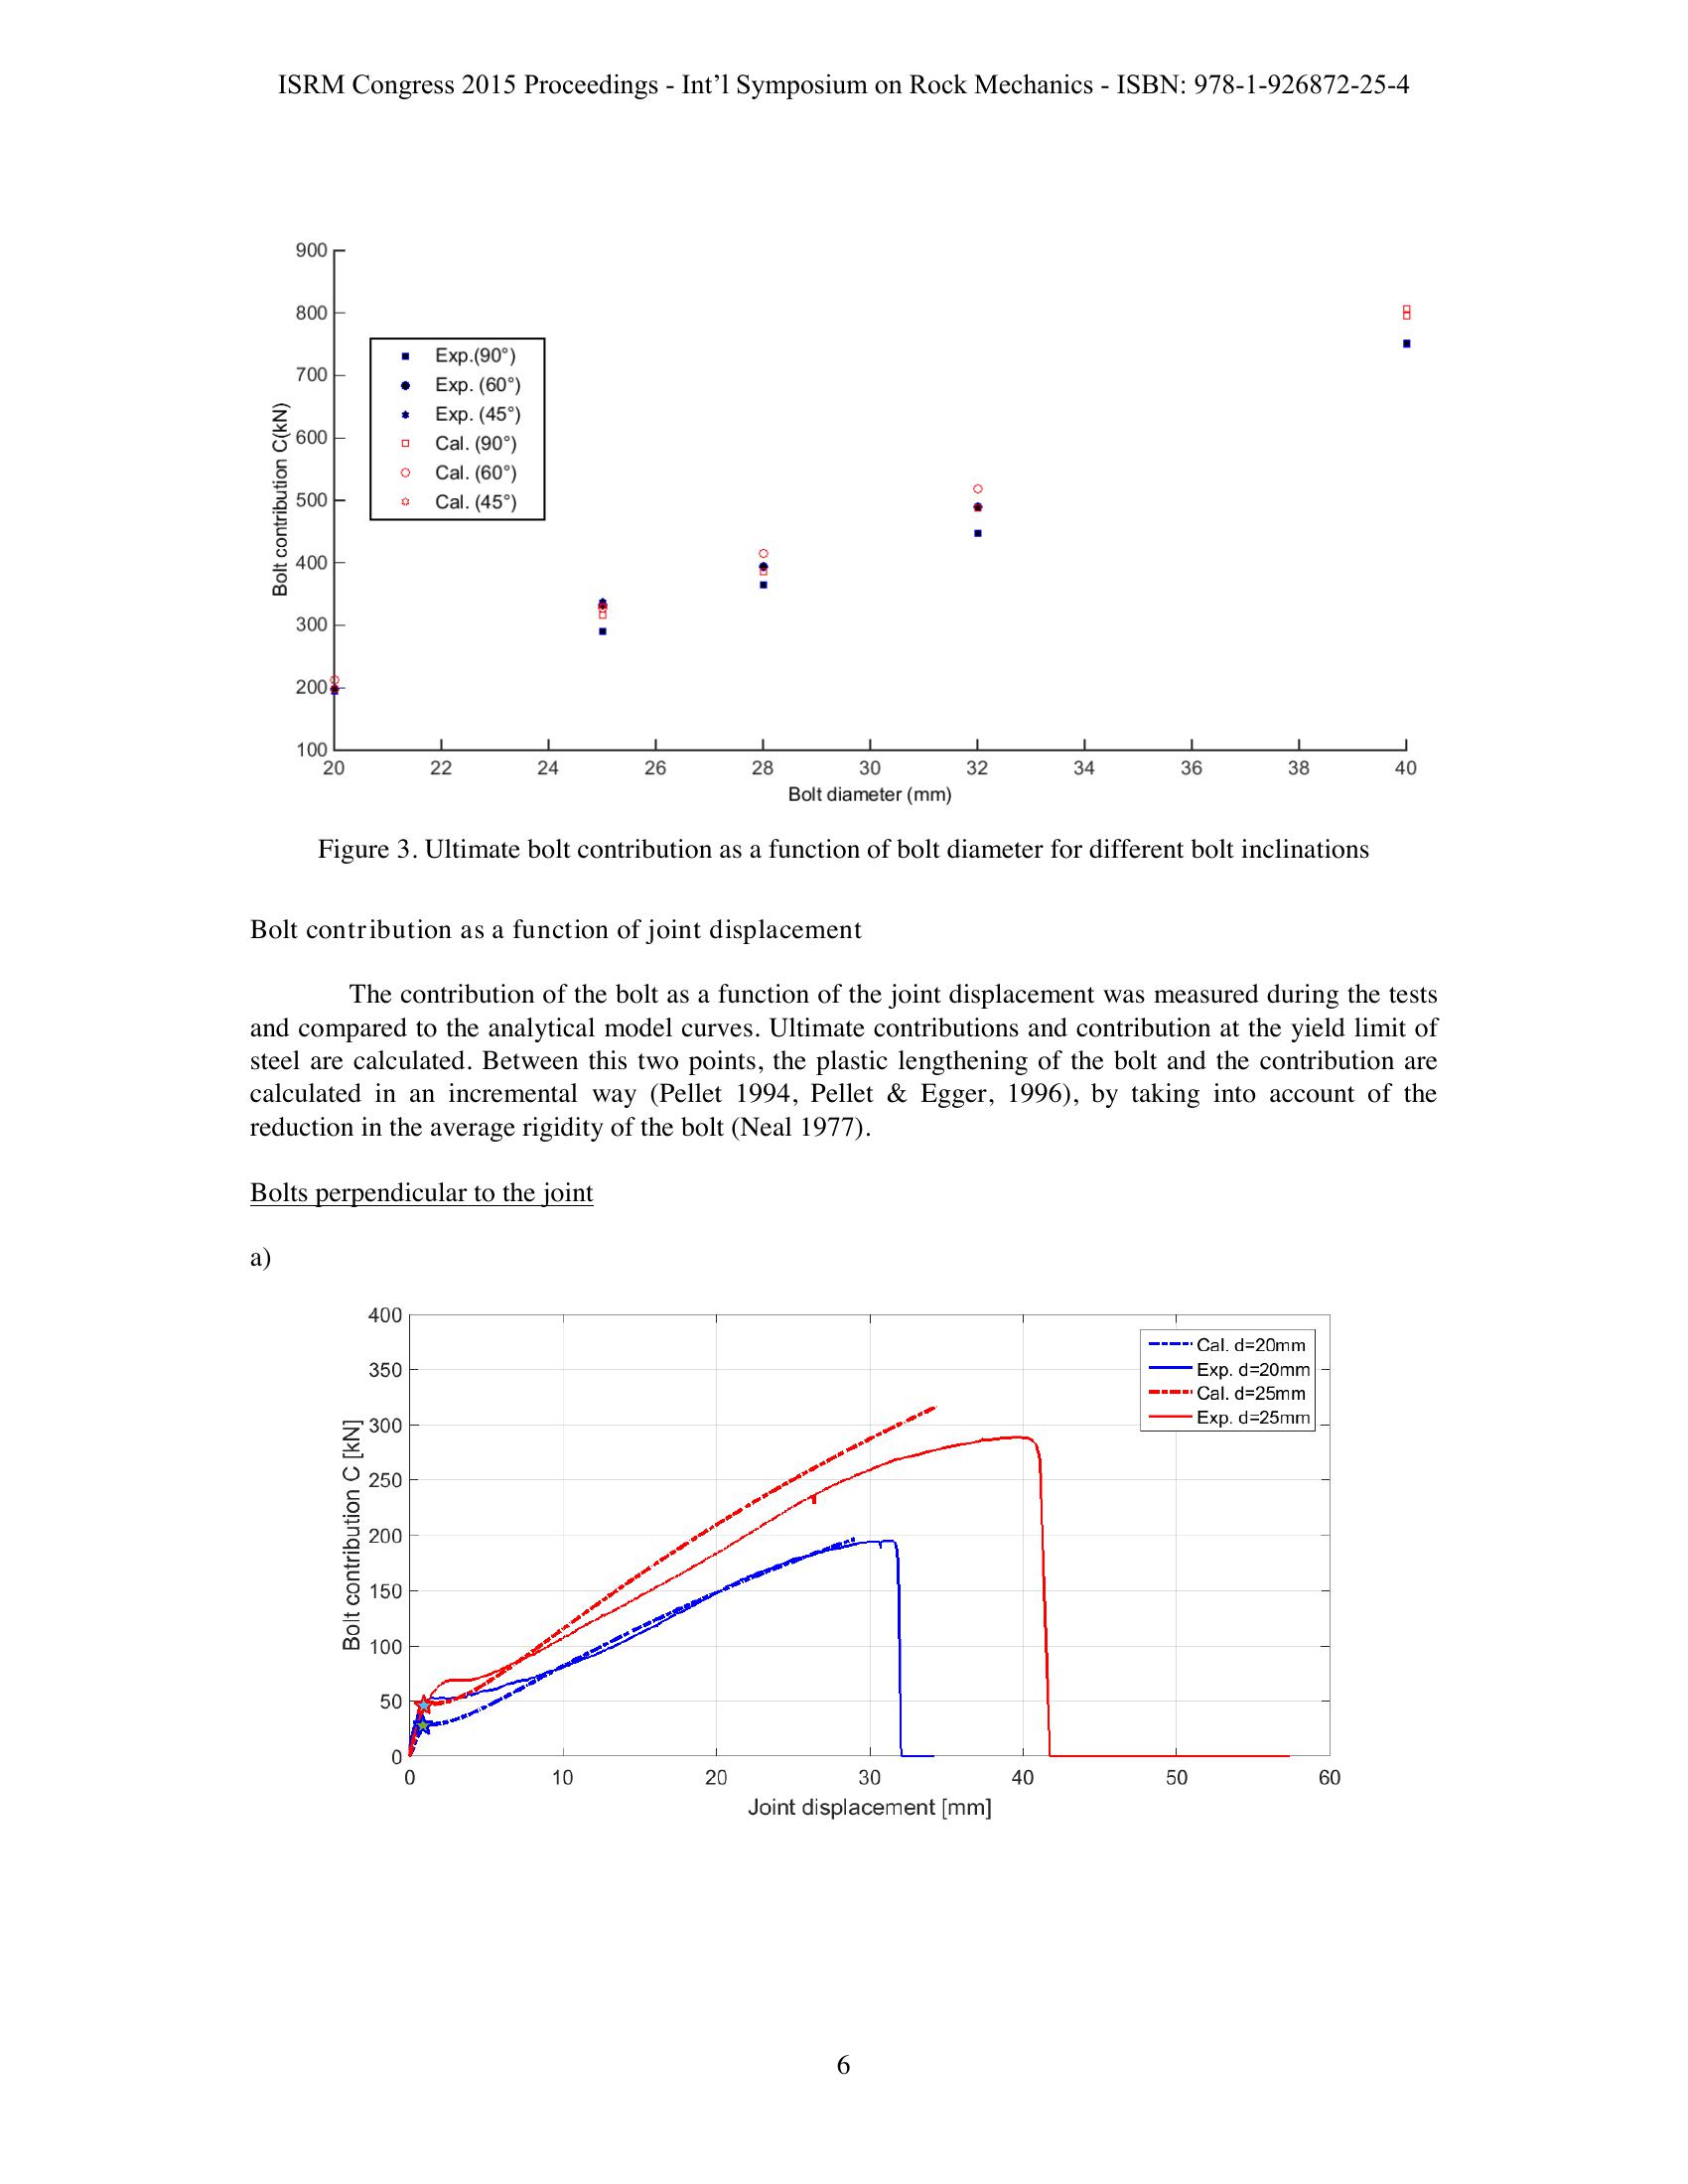 ISRM Congress 2015 Proceedings - Int'l Symposium on Rock Mechanics - ISBN: 978-1-926872-25-4
900
800
700
600
500
400
300
200
100
Bolt contribution C(kN)
Exp.(90°)
Exp. (60°)
Exp. (45°)
Cal. (90°)
Cal. (60°)
Cal. (45°)
20 22 24 26 28 30 32 34 36 38 40
Bolt diameter (mm)
Figure 3. Ultimate bolt contribution as a function of bolt diameter for different bolt inclinations
Bolt contribution as a function of joint displacement
The contribution of the bolt as a function of the joint displacement was measured during the tests
and compared to the analytical model curves. Ultimate contributions and contribution at the yield limit of
steel are calculated. Between this two points, the plastic lengthening of the bolt and the contribution are
calculated in an incremental way (Pellet 1994, Pellet & Egger, 1996), by taking into account of the
reduction in the average rigidity of the bolt (Neal 1977).
Bolts perpendicular to the joint
a)
400
350
300
250
200
150
100
50
0
Bolt contribution C [kN]
Cal. d=20mm
Exp. d=20mm
Cal. d=25mm
Exp. d=25mm
0 10 20 30 40 50 60
Joint displacement [mm]
6